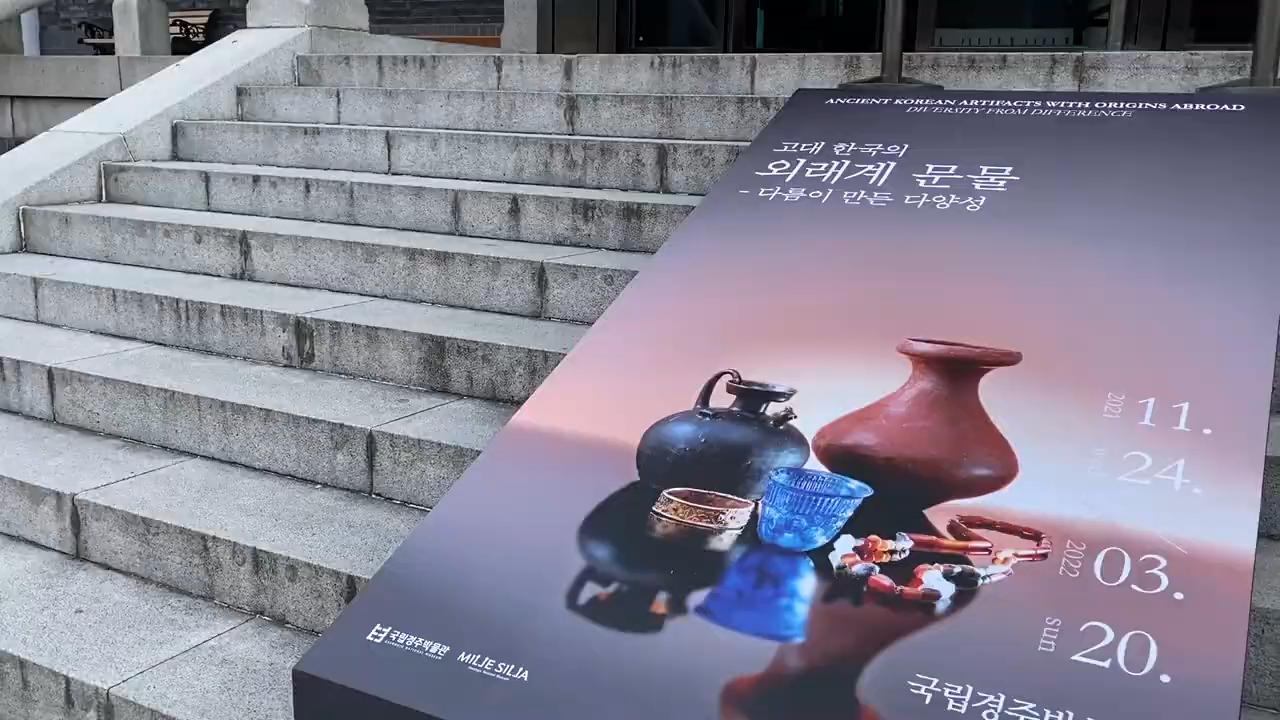 ANCIENT KOREAN ARTIFACTS WITH ORIGINS ABROAD
DIVERSITY FROM DIFFERENCE
고대 한국의
외래계 문물
- 다름이 만든 다양성
2021 11.
24.
2022 03.
sun 20.
국립경주박물관
MILJE SILJA
국립경주